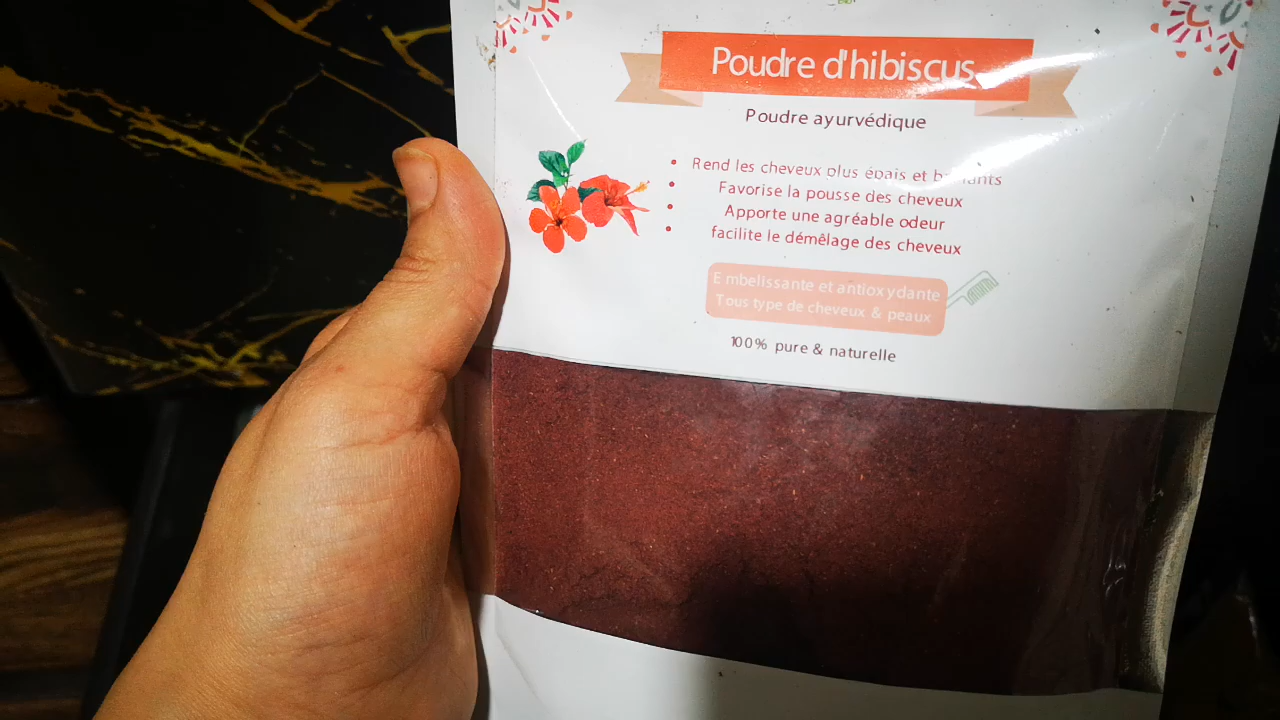 Poudre d'hibiscus
Poudre ayurvédique
• Rend les cheveux plus épais et brillants
• Favorise la pousse des cheveux
• Apporte une agréable odeur
• facilite le démêlage des cheveux
Embelissante et antioxydante
Tous type de cheveux & peaux
100% pure & naturelle